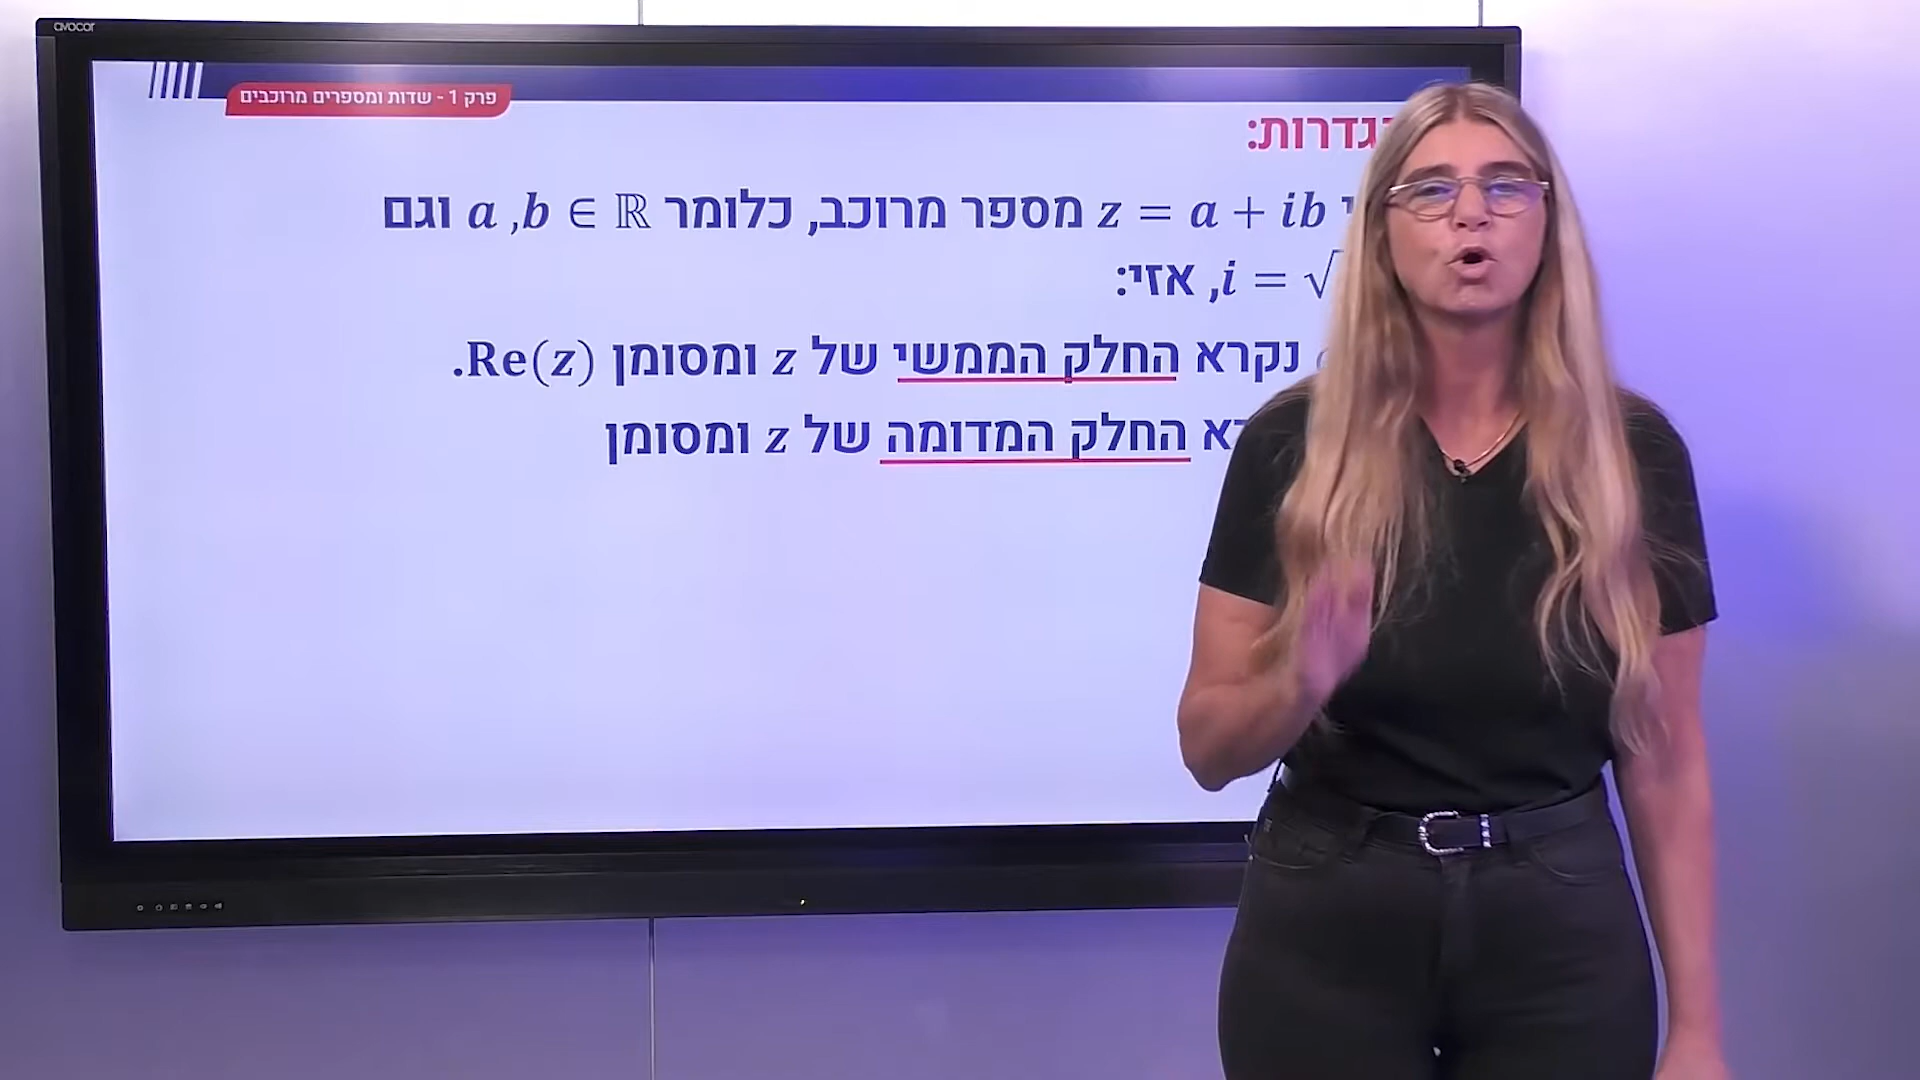 avocor
פרק 1 - שדות ומספרים מרוכבים
z = a + ib מספר מרוכב, כלומר a ,b ∈ ℝ וגם
i = √, אזי:
נקרא החלק הממשי של z ומסומן Re(z).
החלק המדומה של z ומסומן